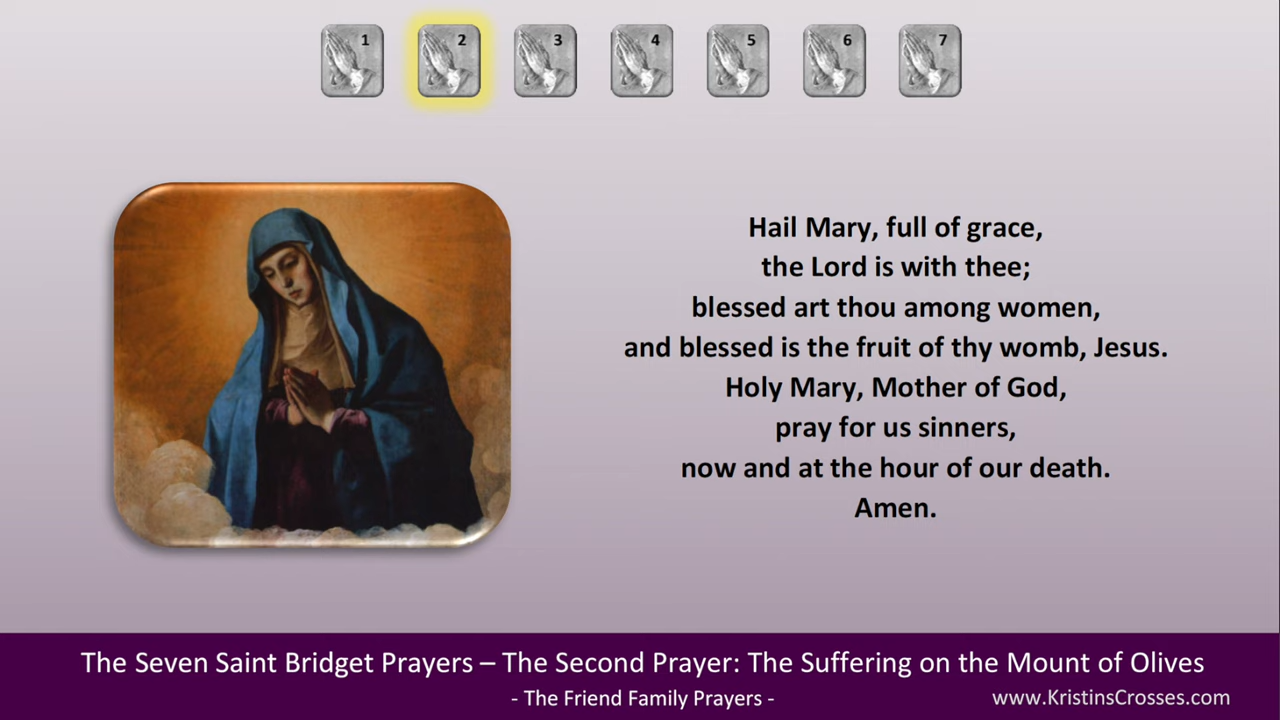 1 2 3 4 5 6 7
Hail Mary, full of grace,
the Lord is with thee;
blessed art thou among women,
and blessed is the fruit of thy womb, Jesus.
Holy Mary, Mother of God,
pray for us sinners,
now and at the hour of our death.
Amen.
The Seven Saint Bridget Prayers – The Second Prayer: The Suffering on the Mount of Olives
- The Friend Family Prayers - www.KristinsCrosses.com